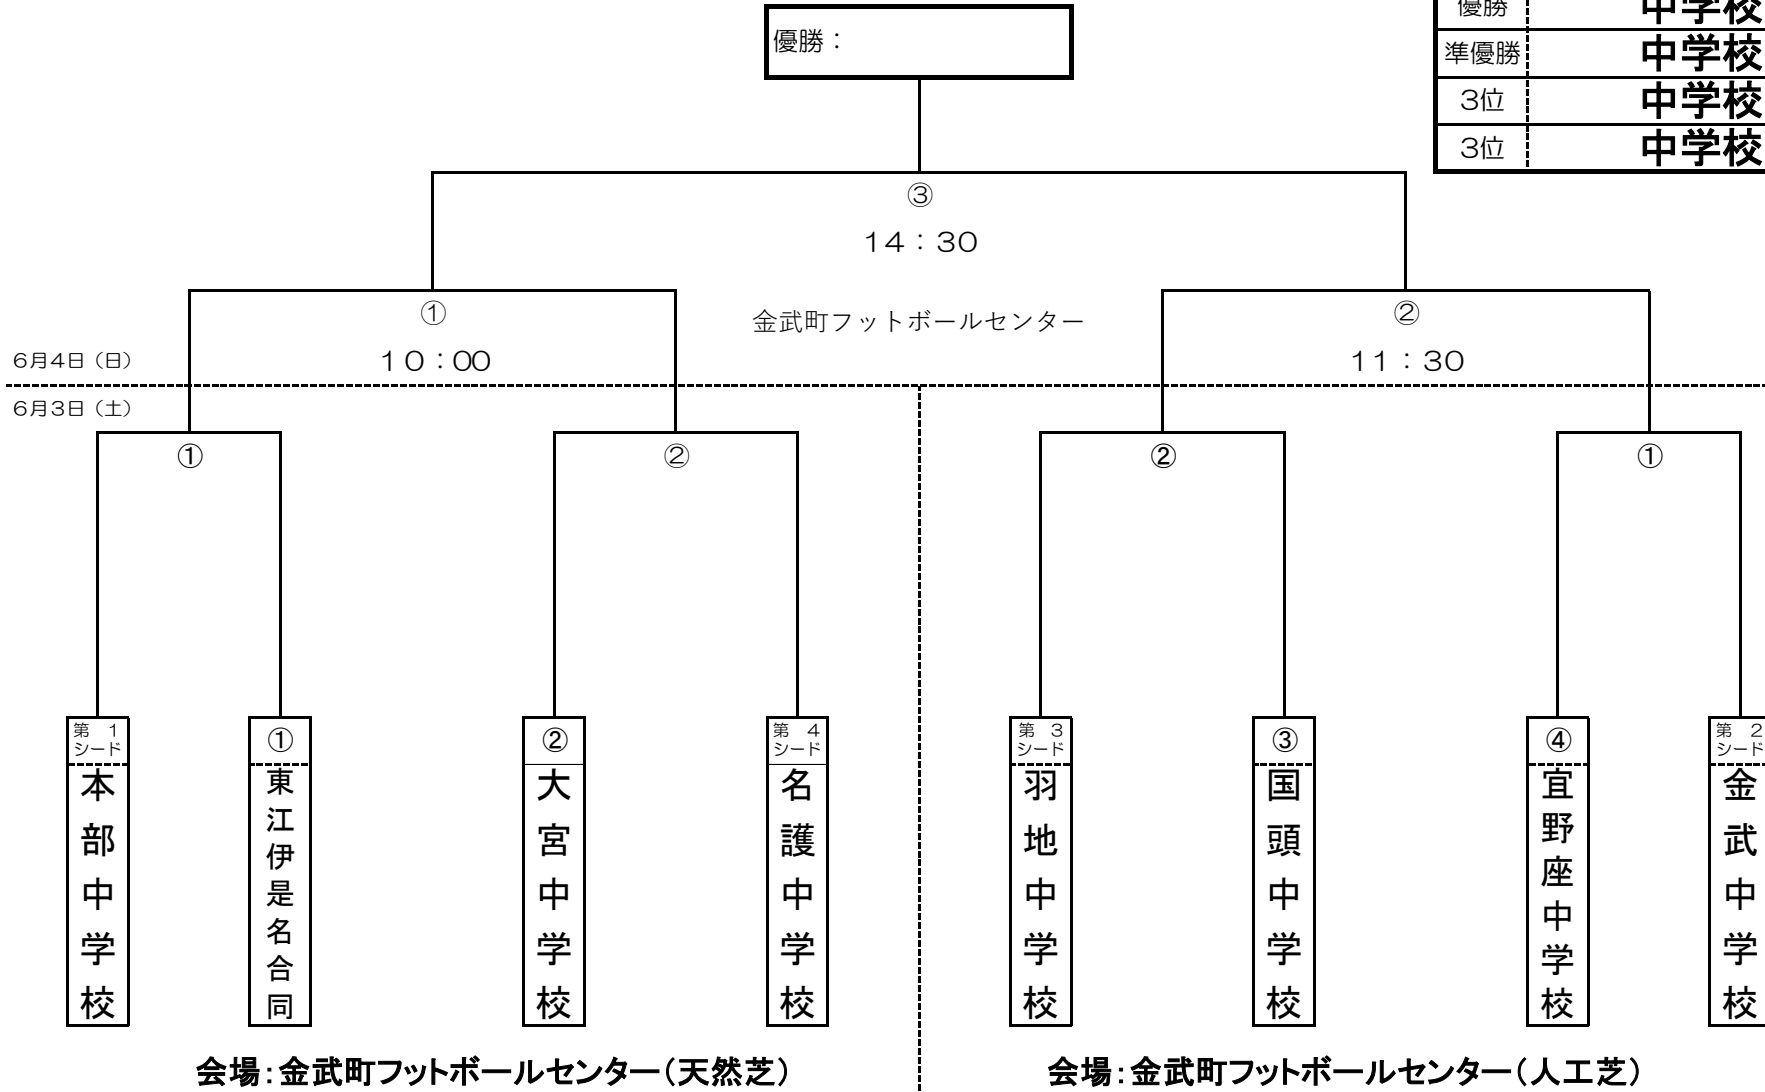 優勝：
優勝 中学校
準優勝 中学校
3位 中学校
3位 中学校
③
14：30
①
金武町フットボールセンター
②
6月4日（日）
10：00
11：30
6月3日（土）
①
②
②
①
第 1
シード
本部中学校
①
東江伊是名合同
②
大宮中学校
第 4
シード
名護中学校
第 3
シード
羽地中学校
③
国頭中学校
④
宜野座中学校
第 2
シード
金武中学校
会場：金武町フットボールセンター（天然芝）
会場：金武町フットボールセンター（人工芝）